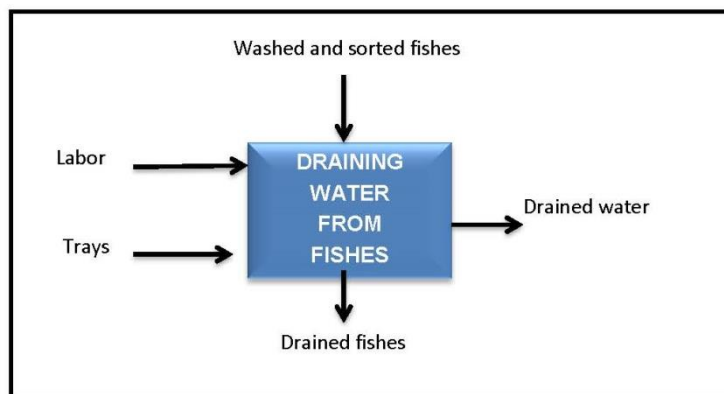 Washed and sorted fishes
Labor
DRAINING
WATER
FROM
FISHES
Drained water
Trays
Drained fishes